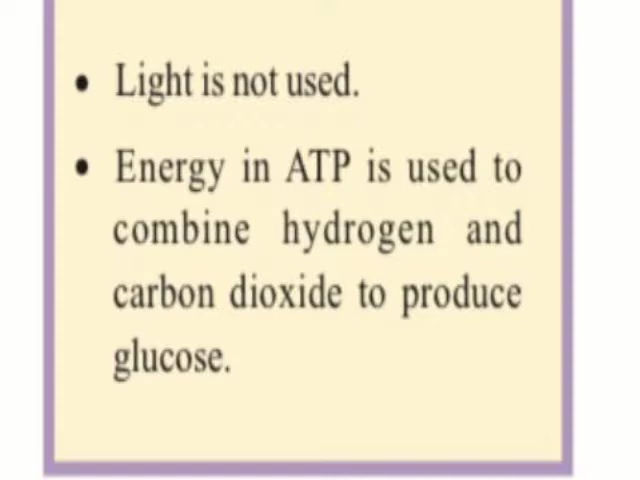 • Light is not used.
• Energy in ATP is used to
combine hydrogen and
carbon dioxide to produce
glucose.